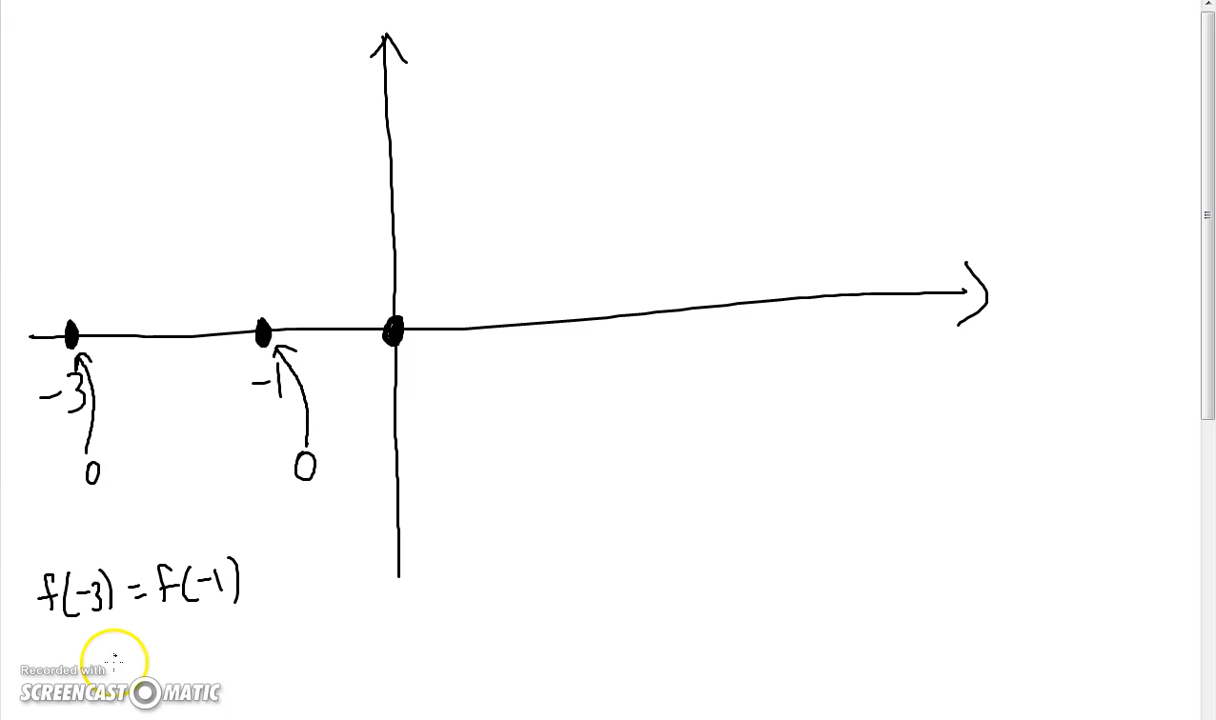 -3
-1
0
0
f(-3) = f(-1)
Recorded with
SCREENCAST-O-MATIC